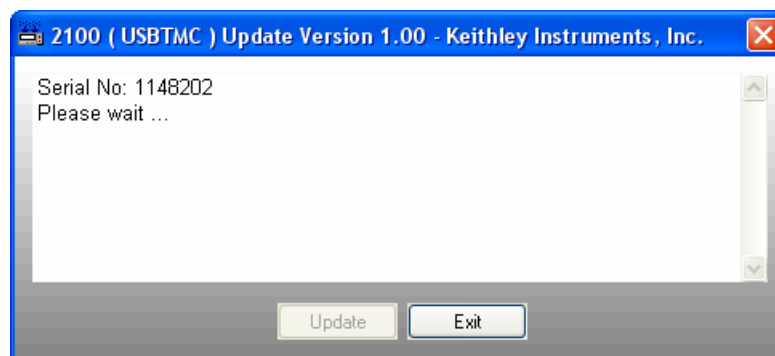 2100 ( USBTMC ) Update Version 1.00 - Keithley Instruments, Inc.
Serial No: 1148202
Please wait ...
Update
Exit